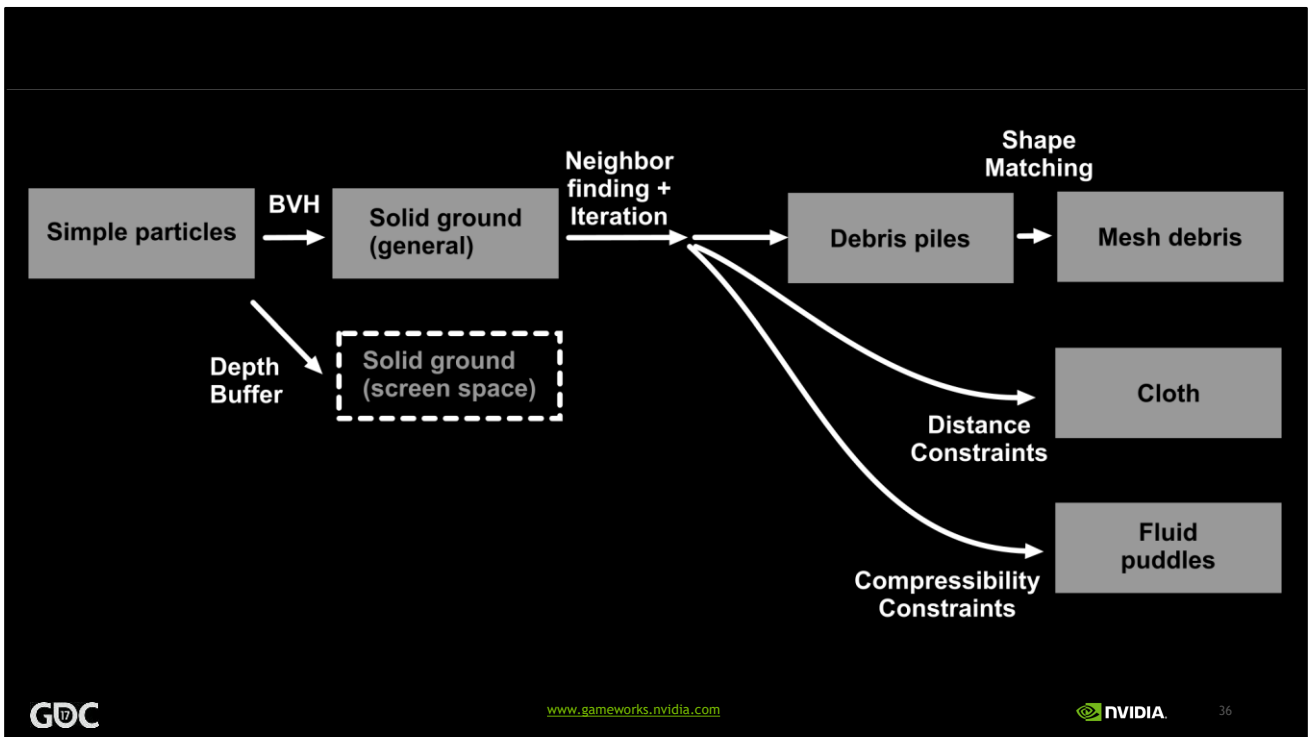 Simple particles
BVH
Solid ground
(general)
Neighbor
finding +
Iteration
Debris piles
Shape
Matching
Mesh debris
Depth
Buffer
Solid ground
(screen space)
Cloth
Distance
Constraints
Fluid
puddles
Compressibility
Constraints
GDC
17
www.gameworks.nvidia.com
NVIDIA.
36